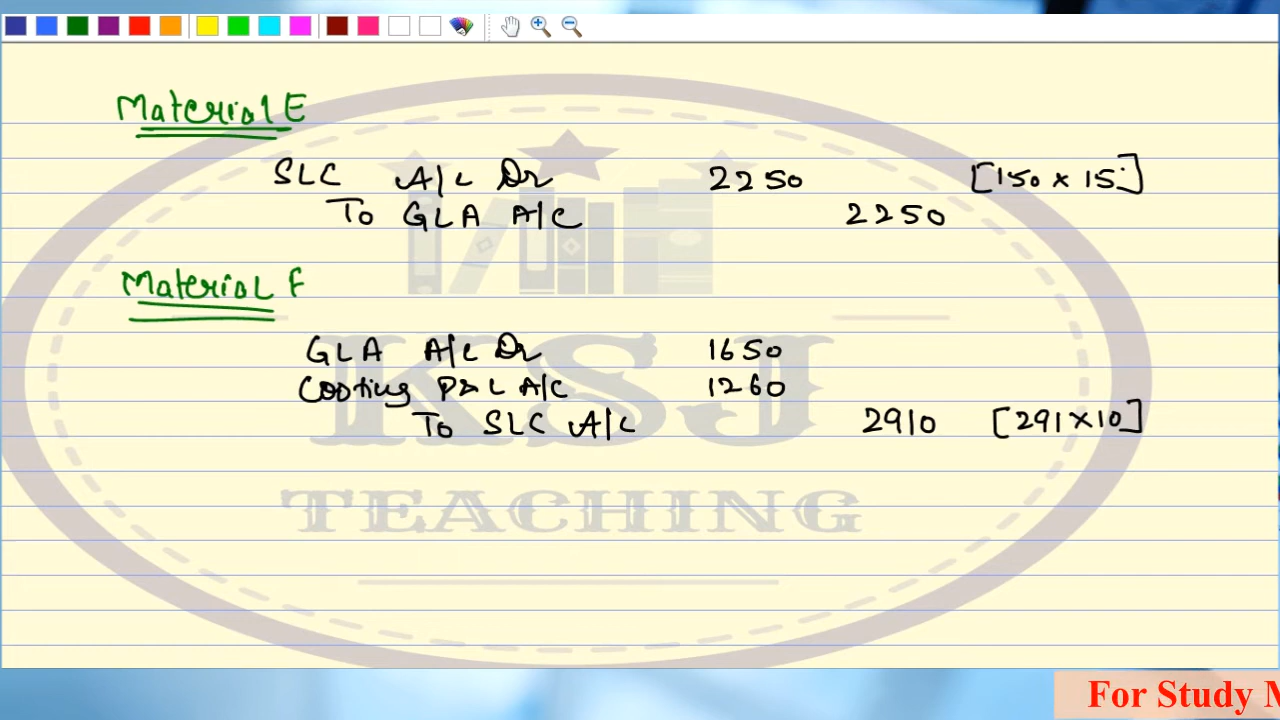 Material E
SLC A/c Dr 2250 [150 x 15]
To GLA A/C 2250
Material F
GLA A/c Dr 1650
Costing P&L A/C 1260
To SLC A/C 2910 [291 x 10]
KSJ
TEACHING
For Study M